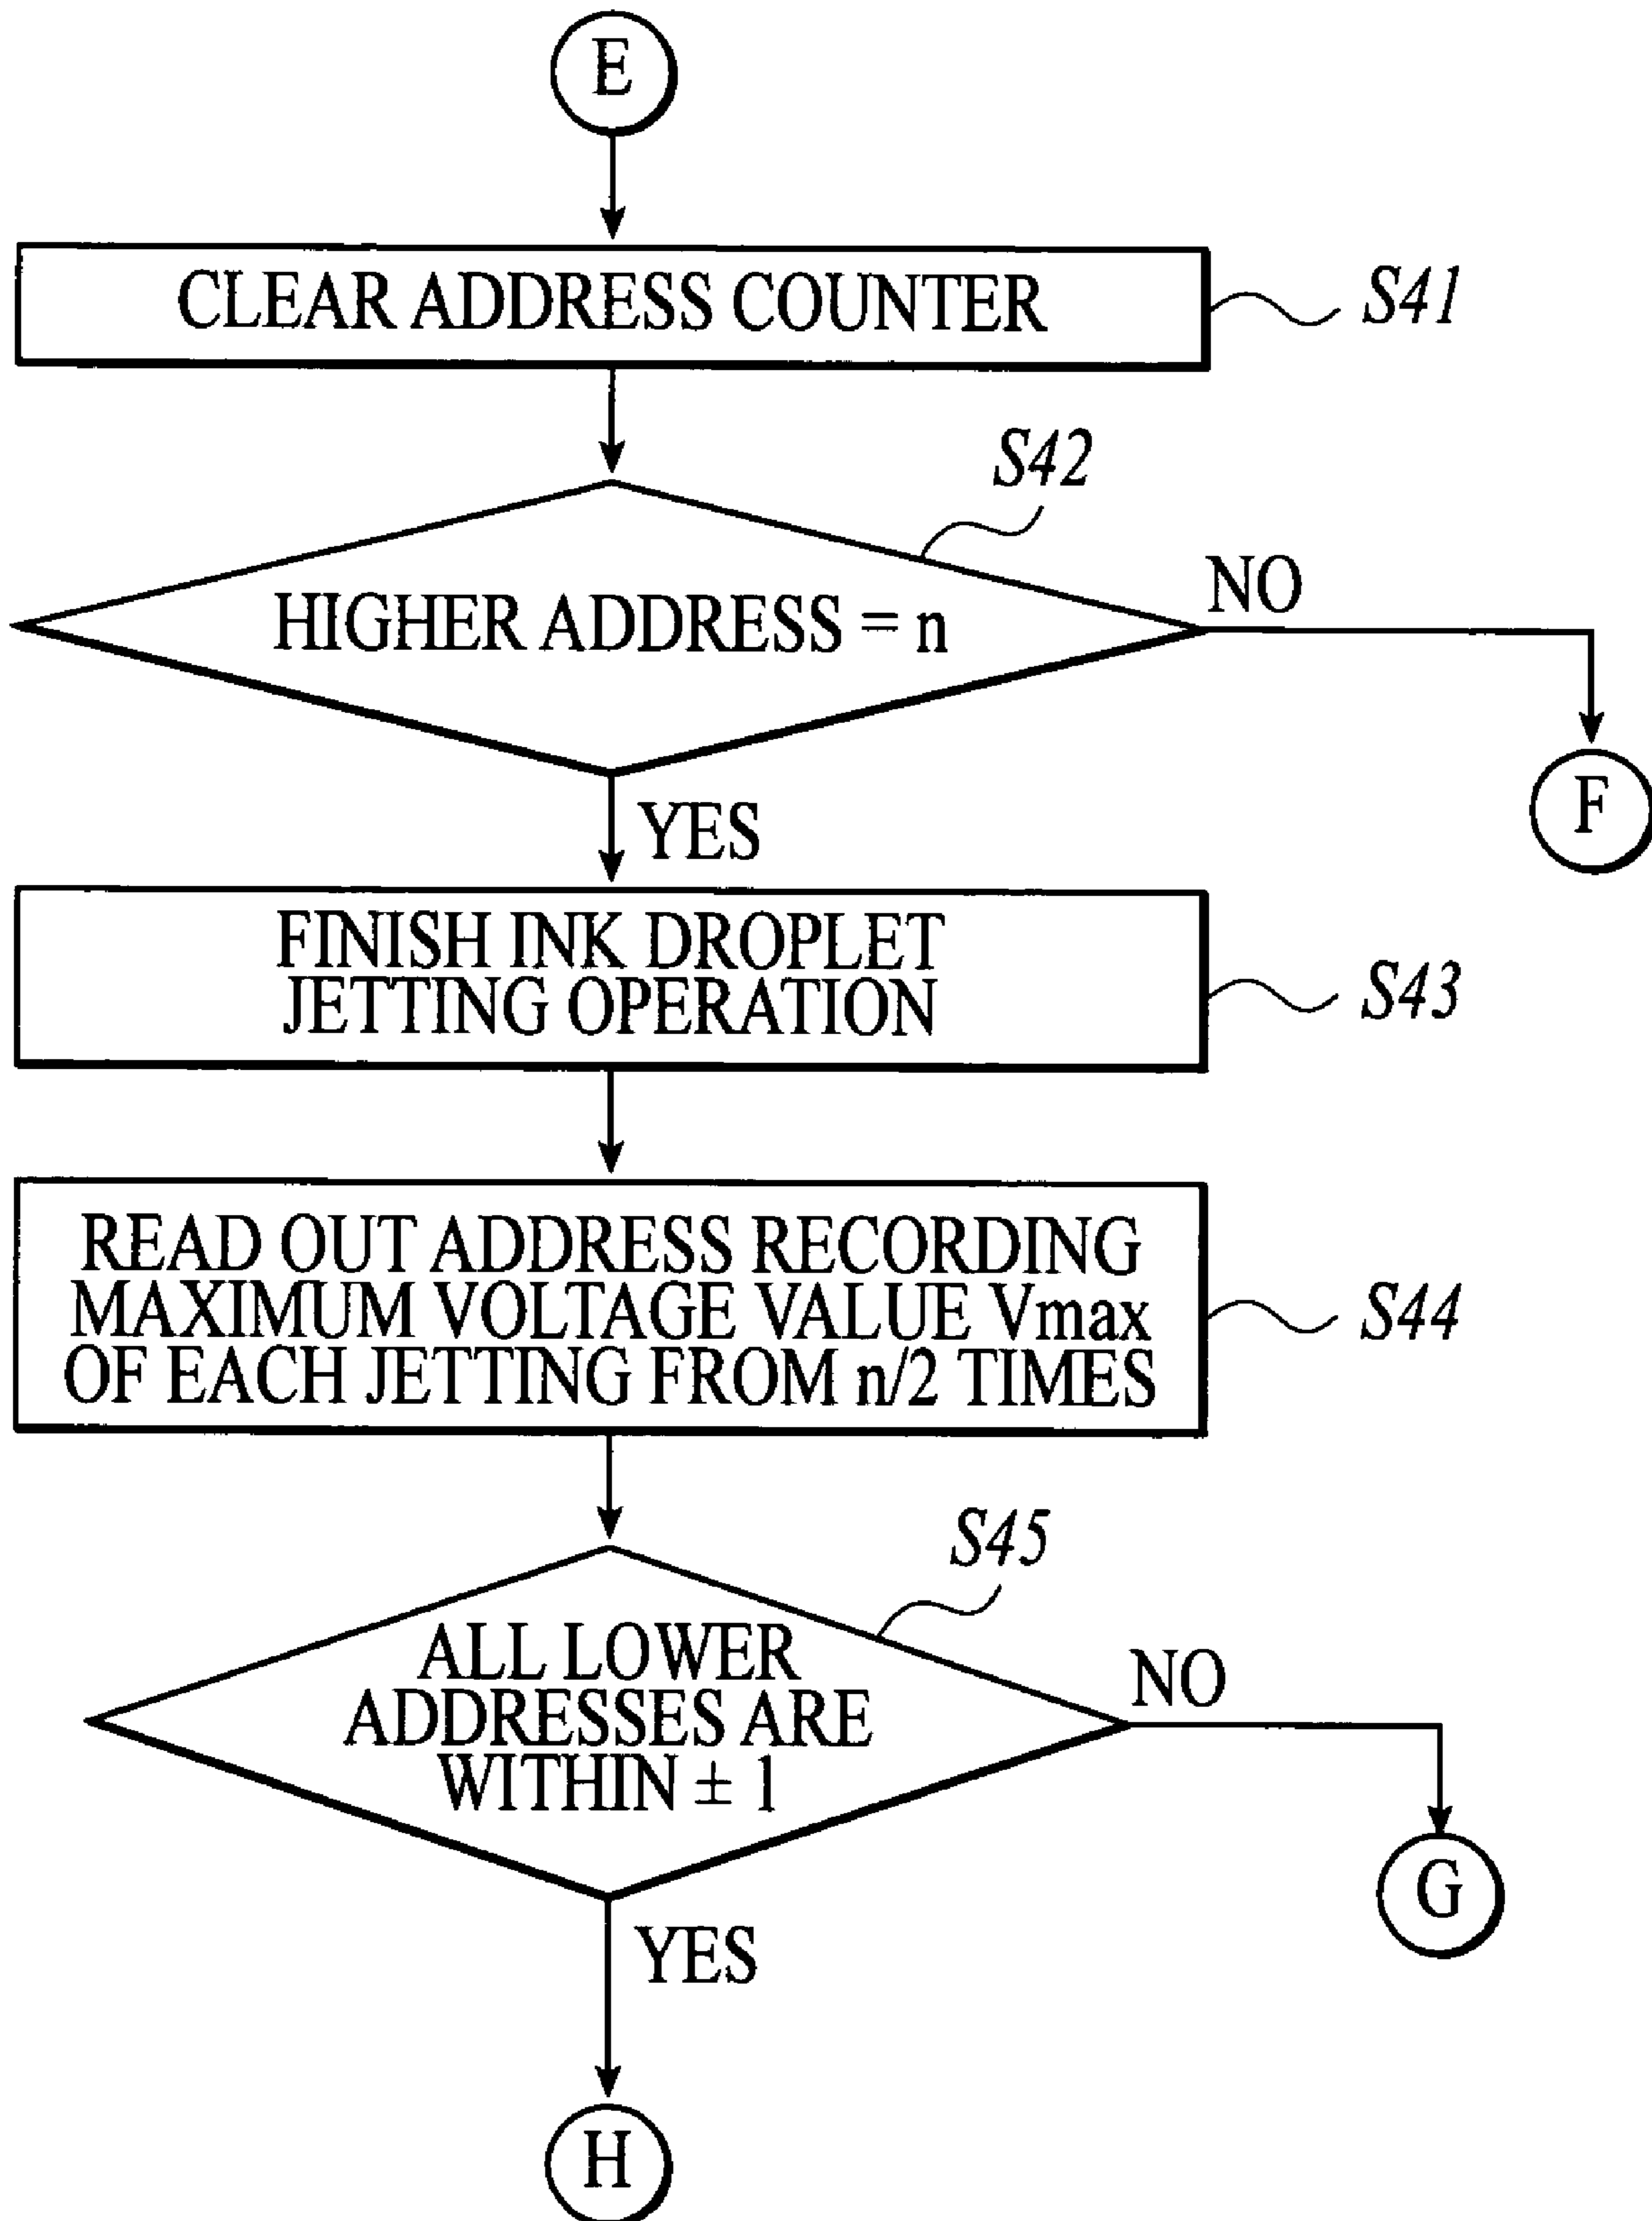 E
CLEAR ADDRESS COUNTER
S41
S42
HIGHER ADDRESS = n
NO
F
YES
FINISH INK DROPLET
JETTING OPERATION
S43
READ OUT ADDRESS RECORDING
MAXIMUM VOLTAGE VALUE Vmax
OF EACH JETTING FROM n/2 TIMES
S44
S45
ALL LOWER
ADDRESSES ARE
WITHIN ± 1
NO
G
YES
H